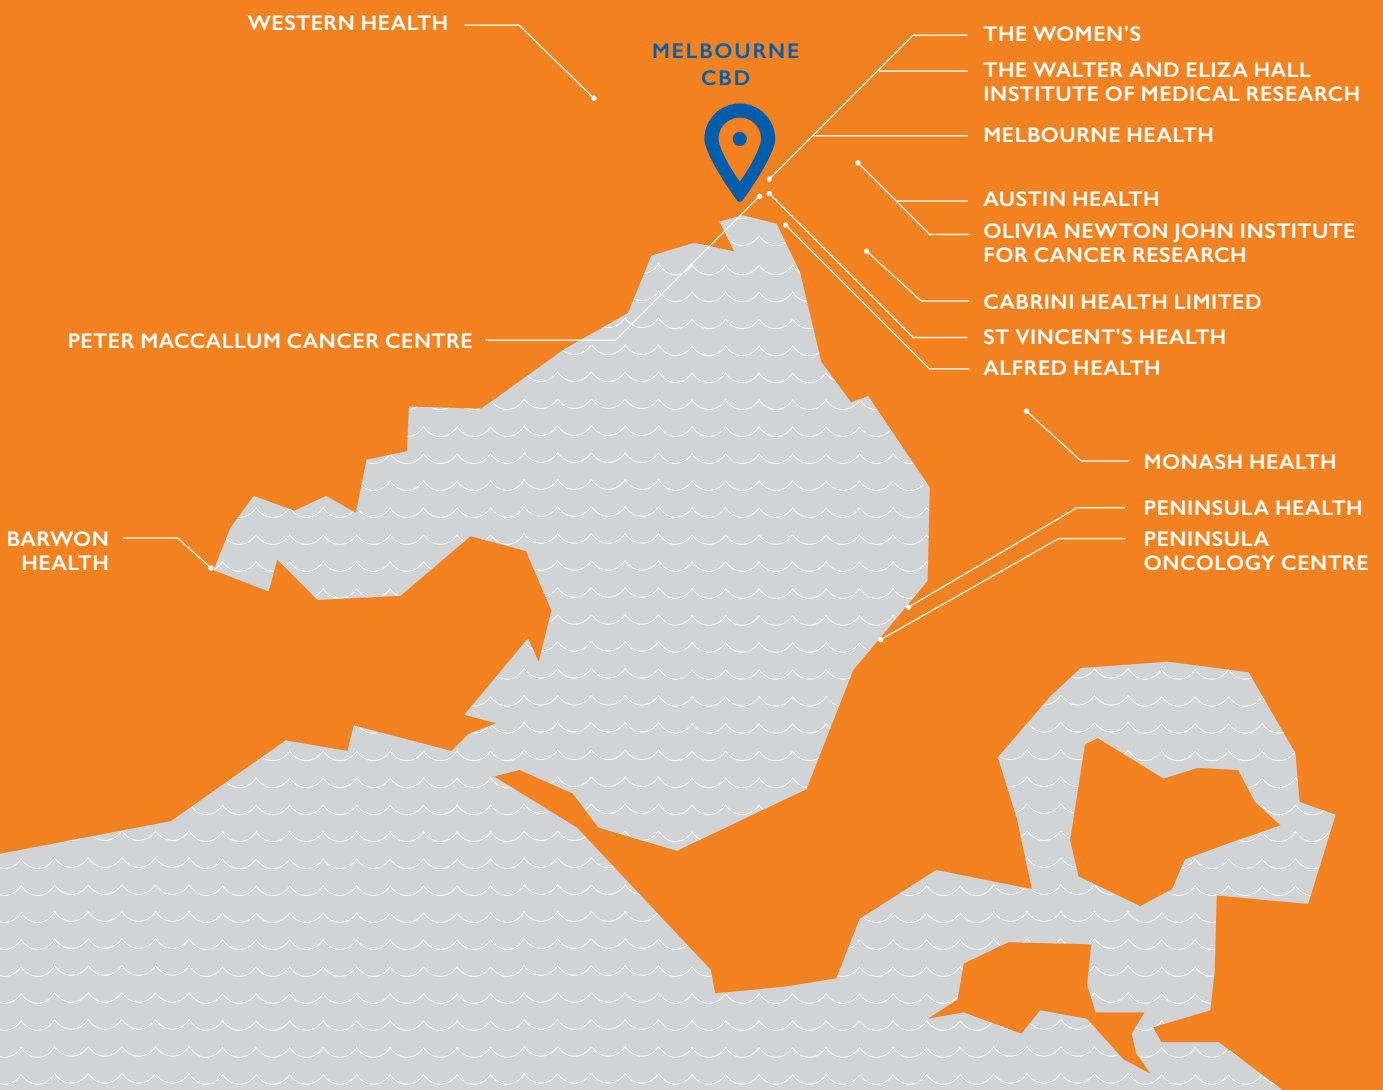 WESTERN HEALTH
MELBOURNE
CBD
THE WOMEN'S
THE WALTER AND ELIZA HALL
INSTITUTE OF MEDICAL RESEARCH
MELBOURNE HEALTH
AUSTIN HEALTH
OLIVIA NEWTON JOHN INSTITUTE
FOR CANCER RESEARCH
CABRINI HEALTH LIMITED
ST VINCENT'S HEALTH
ALFRED HEALTH
PETER MACCALLUM CANCER CENTRE
MONASH HEALTH
PENINSULA HEALTH
PENINSULA
ONCOLOGY CENTRE
BARWON
HEALTH